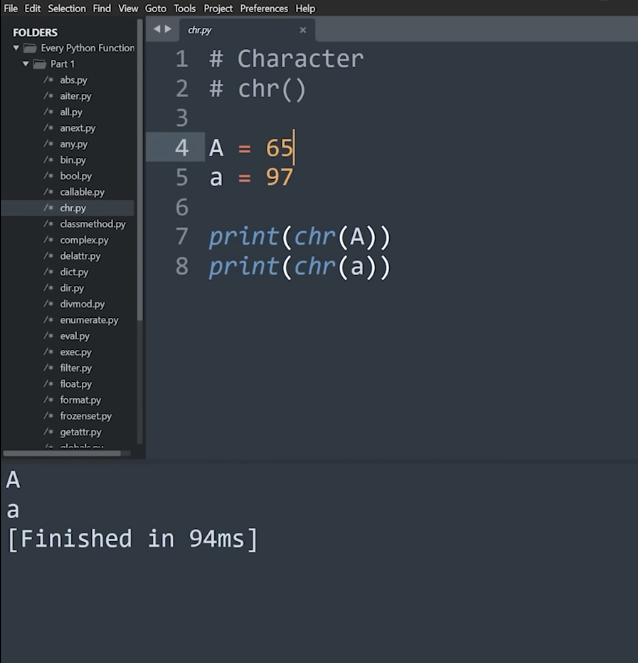 File Edit Selection Find View Goto Tools Project Preferences Help
FOLDERS
Every Python Function
Part 1
/* abs.py
/* aiter.py
/* all.py
/* anext.py
/* any.py
/* bin.py
/* bool.py
/* callable.py
/* chr.py
/* classmethod.py
/* complex.py
/* delattr.py
/* dict.py
/* dir.py
/* divmod.py
/* enumerate.py
/* eval.py
/* exec.py
/* filter.py
/* float.py
/* format.py
/* frozenset.py
/* getattr.py
chr.py ×
1 # Character
2 # chr()
3
4 A = 65
5 a = 97
6
7 print(chr(A))
8 print(chr(a))
A
a
[Finished in 94ms]